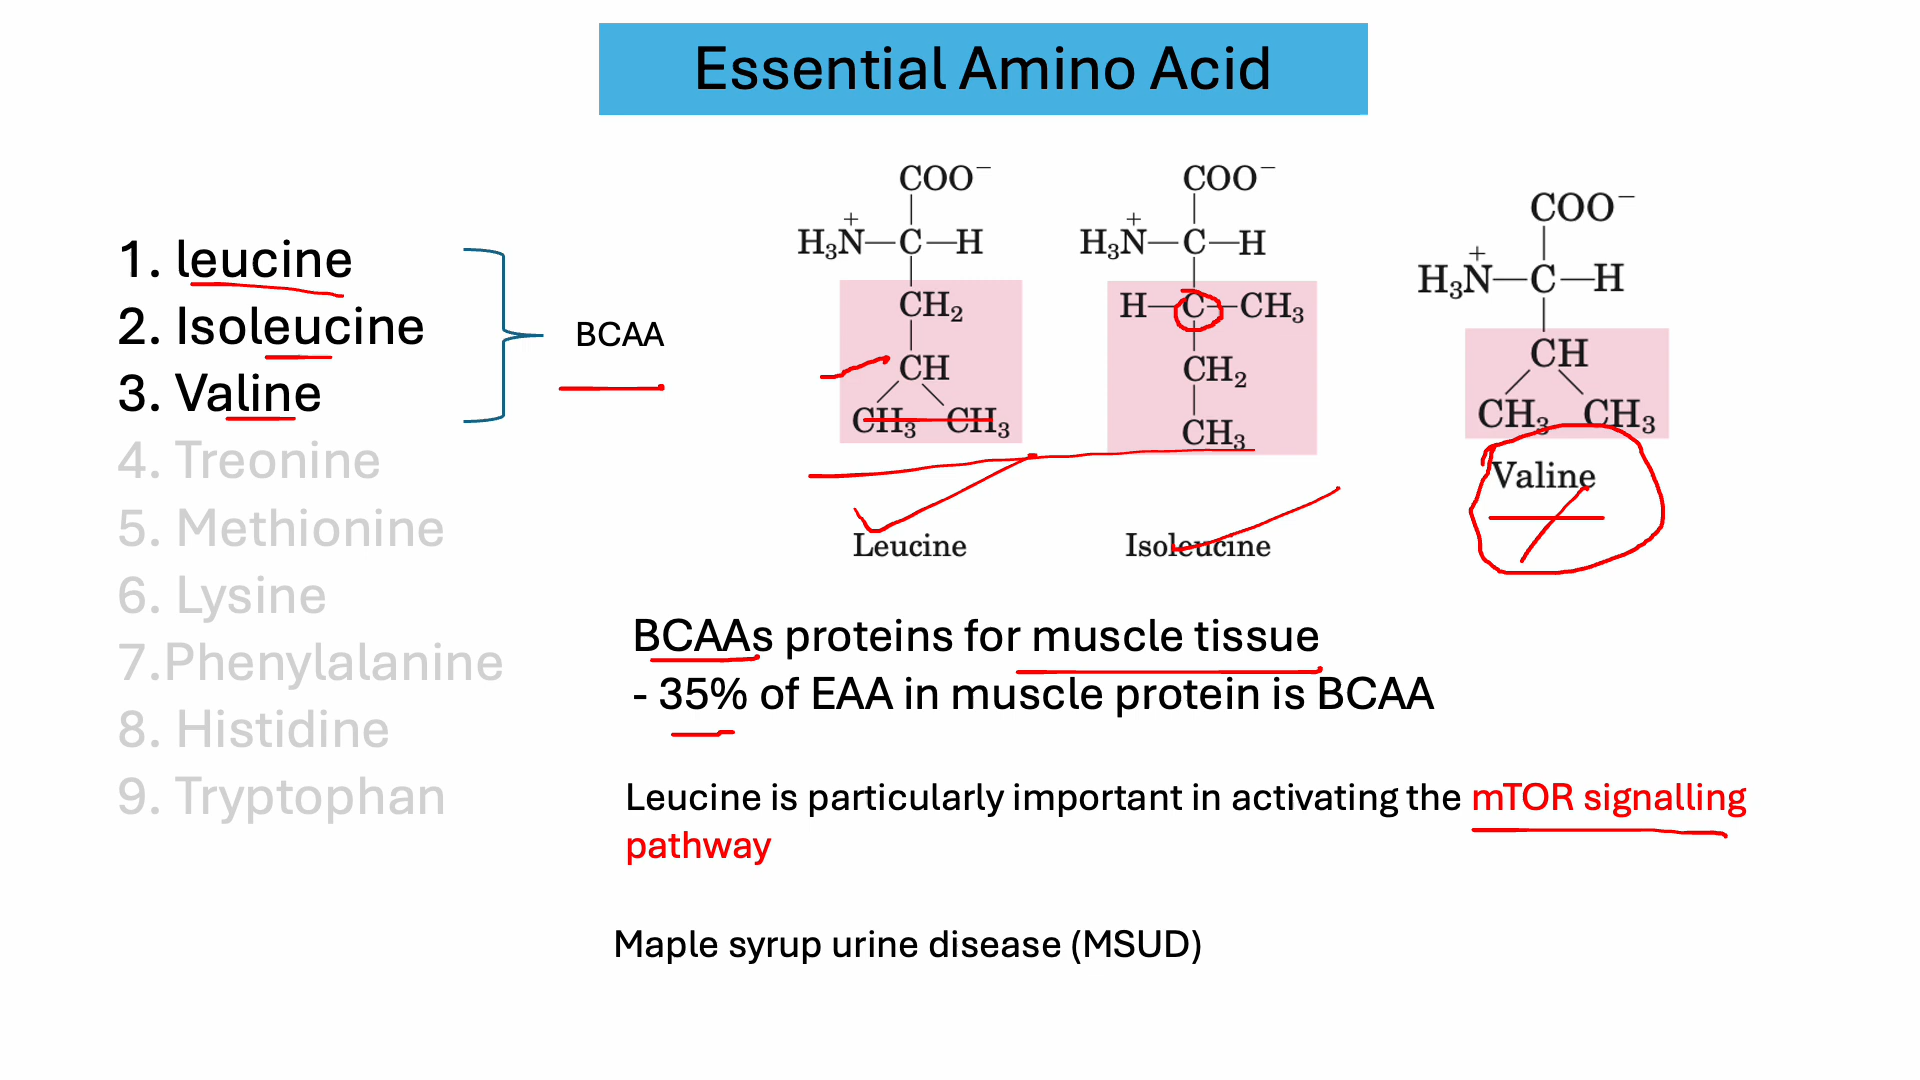 Essential Amino Acid
1. leucine
2. Isoleucine
3. Valine
4. Treonine
5. Methionine
6. Lysine
7.Phenylalanine
8. Histidine
9. Tryptophan
BCAA
COO⁻
H₃N⁺—C—H
CH₂
CH
CH₃ CH₃
Leucine
COO⁻
H₃N⁺—C—H
H—C—CH₃
CH₂
CH₃
Isoleucine
COO⁻
H₃N⁺—C—H
CH
CH₃ CH₃
Valine
BCAAs proteins for muscle tissue
- 35% of EAA in muscle protein is BCAA
Leucine is particularly important in activating the mTOR signalling
pathway
Maple syrup urine disease (MSUD)